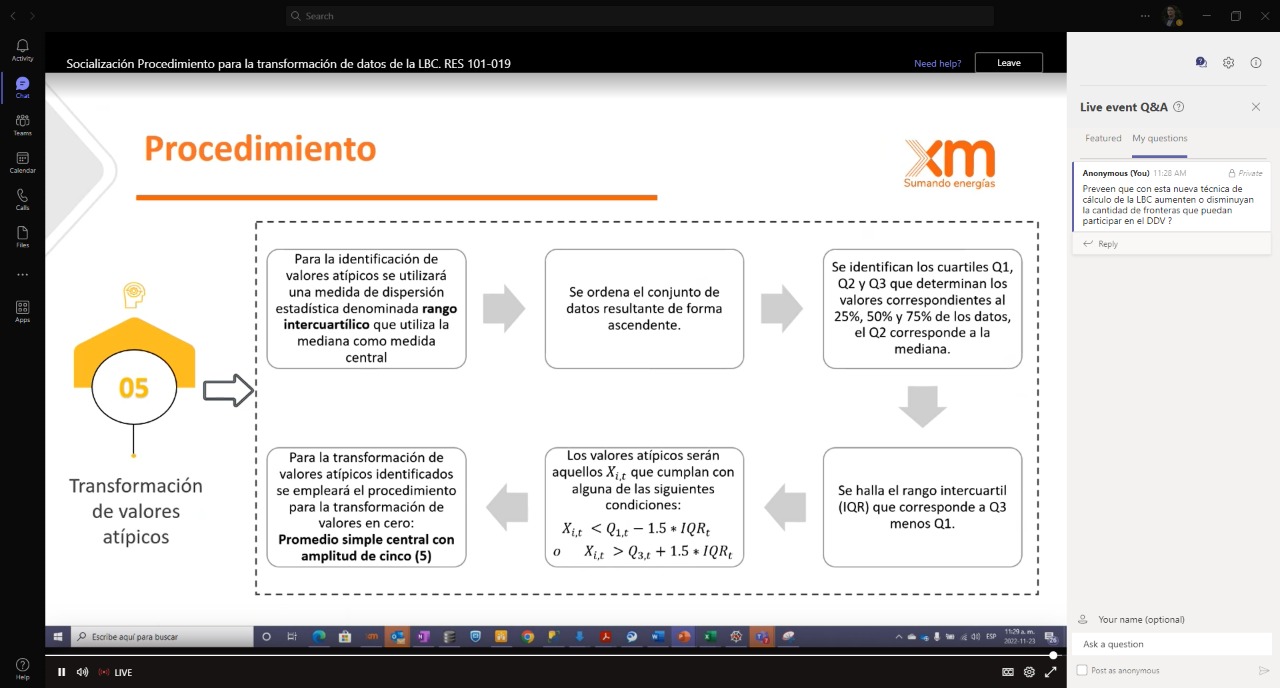 Search
Activity
Chat
Teams
Calendar
Calls
Files
Apps
Help
Socialización Procedimiento para la transformación de datos de la LBC. RES 101-019
Need help?
Leave
Procedimiento
xm
Sumando energías
05
Transformación
de valores
atípicos
Para la identificación de
valores atípicos se utilizará
una medida de dispersión
estadística denominada rango
intercuartílico que utiliza la
mediana como medida
central
Se ordena el conjunto de
datos resultante de forma
ascendente.
Se identifican los cuartiles Q1,
Q2 y Q3 que determinan los
valores correspondientes al
25%, 50% y 75% de los datos,
el Q2 corresponde a la
mediana.
Se halla el rango intercuartil
(IQR) que corresponde a Q3
menos Q1.
Los valores atípicos serán
aquellos X_{i,t} que cumplan con
alguna de las siguientes
condiciones:
X_{i,t} < Q_{1,t} − 1.5 ∗ IQR_t
o X_{i,t} > Q_{3,t} + 1.5 ∗ IQR_t
Para la transformación de
valores atípicos identificados
se empleará el procedimiento
para la transformación de
valores en cero:
Promedio simple central con
amplitud de cinco (5)
Escribe aquí para buscar
ESP
11:29 a. m.
2022-11-23
LIVE
Live event Q&A
Featured
My questions
Anonymous (You) 11:28 AM
Private
Preveen que con esta nueva técnica de
cálculo de la LBC aumenten o disminuyan
la cantidad de fronteras que puedan
participar en el DDV ?
Reply
Your name (optional)
Ask a question
Post as anonymous